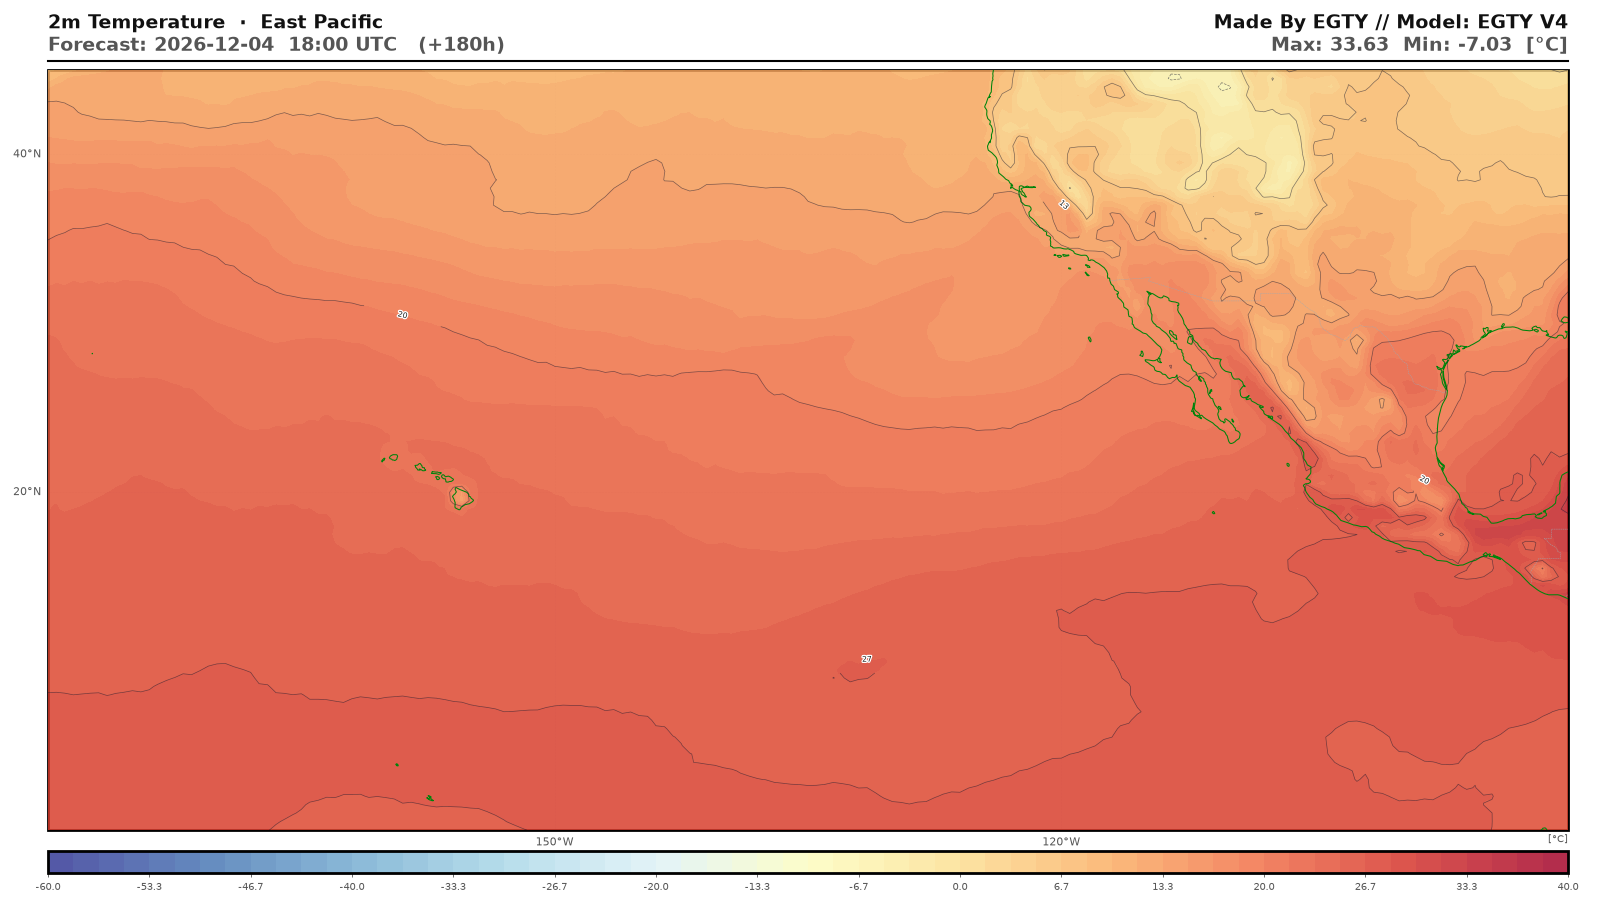 2m Temperature · East Pacific
Made By EGTY // Model: EGTY V4
Forecast: 2026-12-04 18:00 UTC (+180h)
Max: 33.63 Min: -7.03 [°C]
40°N
13
20
20°N
20
27
150°W
120°W
[°C]
-60.0 -53.3 -46.7 -40.0 -33.3 -26.7 -20.0 -13.3 -6.7 0.0 6.7 13.3 20.0 26.7 33.3 40.0